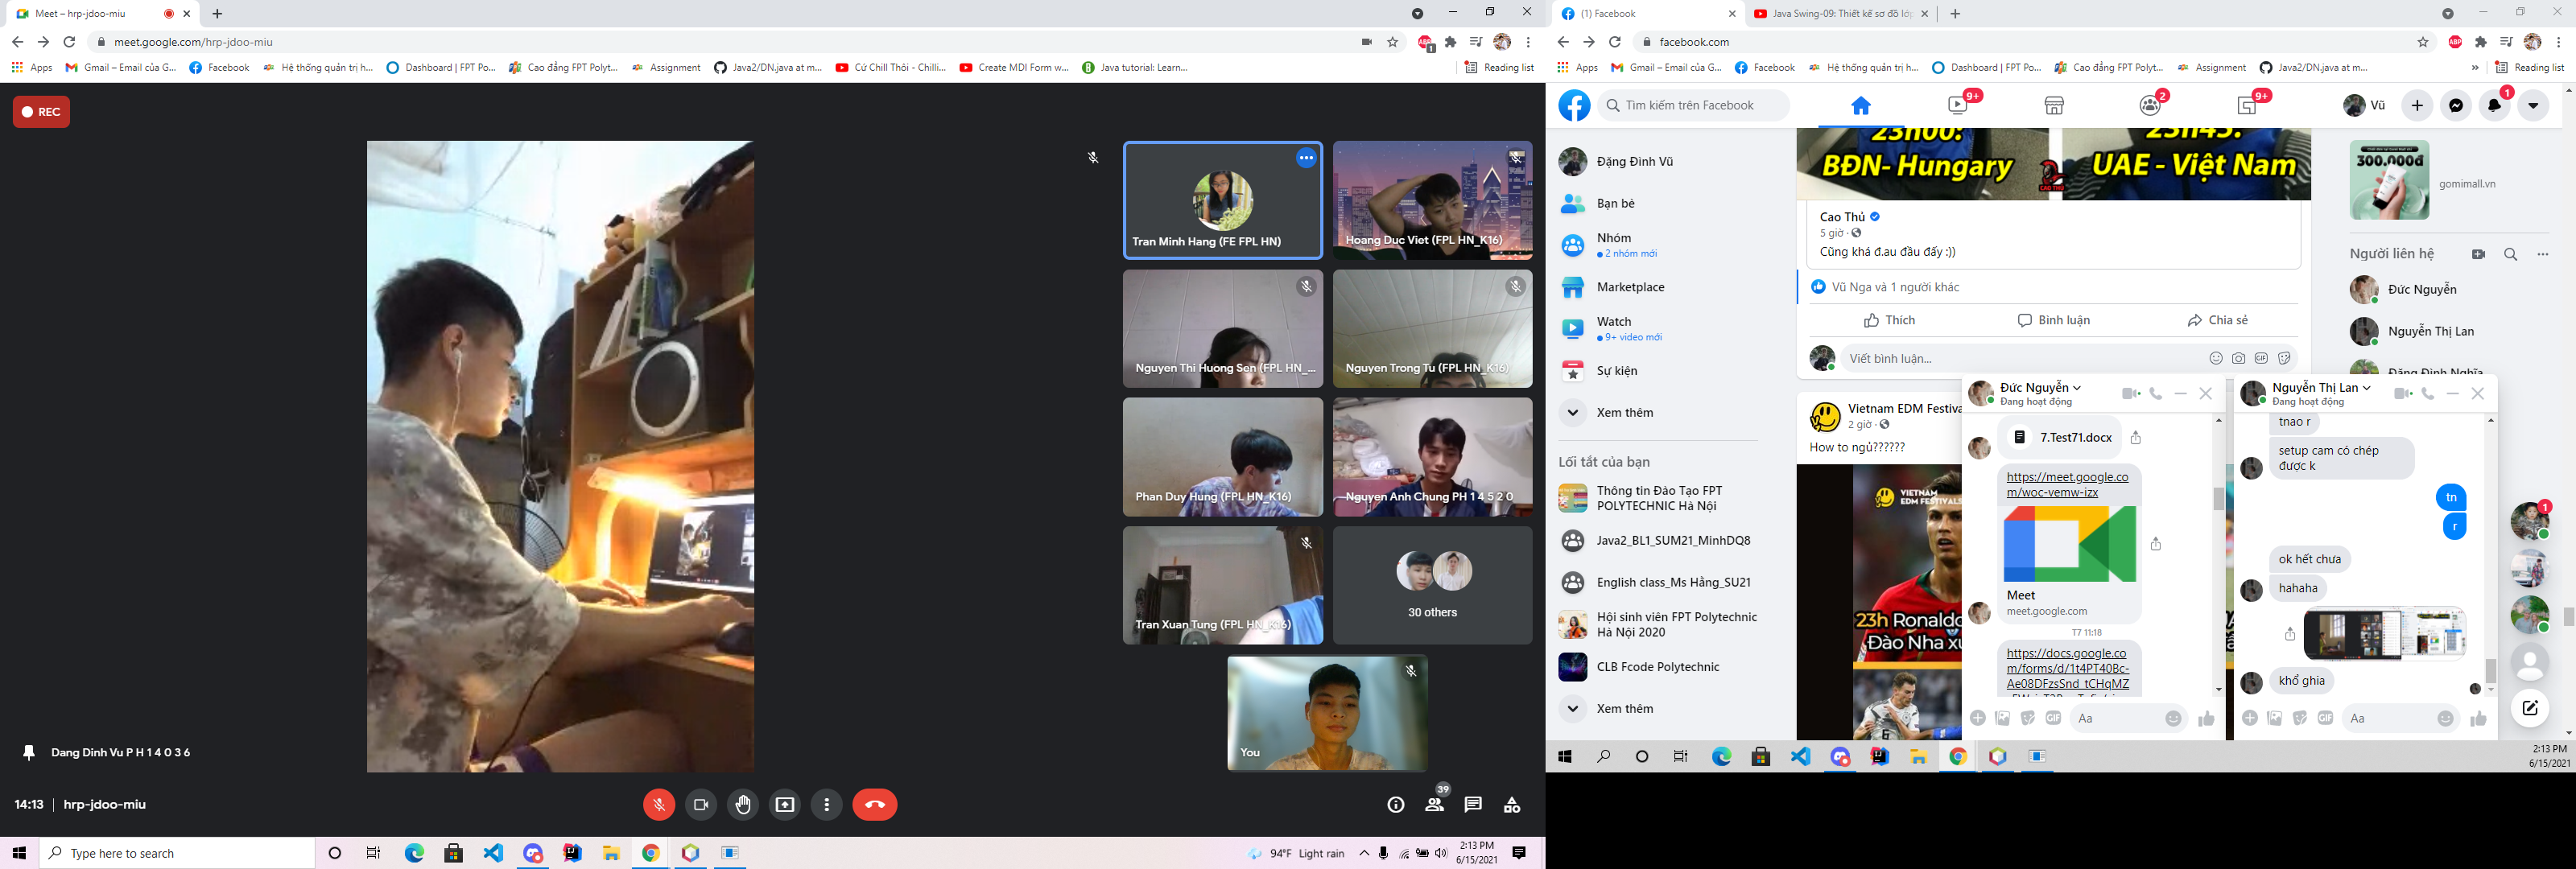 Meet – hrp-jdoo-miu
meet.google.com/hrp-jdoo-miu
Apps
Gmail – Email của G...
Facebook
Hệ thống quản trị h...
Dashboard | FPT Po...
Cao đẳng FPT Polyt...
Assignment
Java2/DN.java at m...
Cứ Chill Thôi - Chilli...
Create MDI Form w...
Java tutorial: Learn...
Reading list
REC
Tran Minh Hang (FE FPL HN)
Hoang Duc Viet (FPL HN_K16)
Nguyen Thi Huong Sen (FPL HN_...
Nguyen Trong Tu (FPL HN_K16)
Phan Duy Hung (FPL HN_K16)
Nguyen Anh Chung PH 1 4 5 2 0
Tran Xuan Tung (FPL HN_K16)
30 others
You
Dang Dinh Vu P H 1 4 0 3 6
14:13 | hrp-jdoo-miu
39
Type here to search
94°F Light rain
2:13 PM
6/15/2021
(1) Facebook
Java Swing-09: Thiết kế sơ đồ lớp
facebook.com
Apps
Gmail – Email của G...
Facebook
Hệ thống quản trị h...
Dashboard | FPT Po...
Cao đẳng FPT Polyt...
Assignment
Java2/DN.java at m...
»
Reading list
Tìm kiếm trên Facebook
9+
2
9+
Vũ
1
Đặng Đình Vũ
Bạn bè
Nhóm
2 nhóm mới
Marketplace
Watch
9+ video mới
Sự kiện
Xem thêm
Lối tắt của bạn
Thông tin Đào Tạo FPT
POLYTECHNIC Hà Nội
Java2_BL1_SUM21_MinhDQ8
English class_Ms Hằng_SU21
Hội sinh viên FPT Polytechnic
Hà Nội 2020
CLB Fcode Polytechnic
Xem thêm
23h00:
BĐN- Hungary
23h45:
UAE - Việt Nam
CAO THỦ
Cao Thủ
5 giờ
Cũng khá đ.au đầu đấy :))
Vũ Nga và 1 người khác
Thích
Bình luận
Chia sẻ
Viết bình luận...
Vietnam EDM Festiva
2 giờ
How to ngủ??????
VIETNAM
EDM FESTIVALS
23h Ronaldo
Đào Nha xu
300.000đ
gomimall.vn
Người liên hệ
Đức Nguyễn
Nguyễn Thị Lan
Đặng Đình Nghĩa
Đức Nguyễn
Đang hoạt động
7.Test71.docx
https://meet.google.co
m/woc-vemw-izx
Meet
meet.google.com
T7 11:18
https://docs.google.co
m/forms/d/1t4PT40Bc-
Ae08DFzsSnd_tCHqMZ
Aa
Nguyễn Thị Lan
Đang hoạt động
tnao r
setup cam có chép
được k
tn
r
ok hết chưa
hahaha
khổ ghia
Aa
1
2:13 PM
6/15/2021